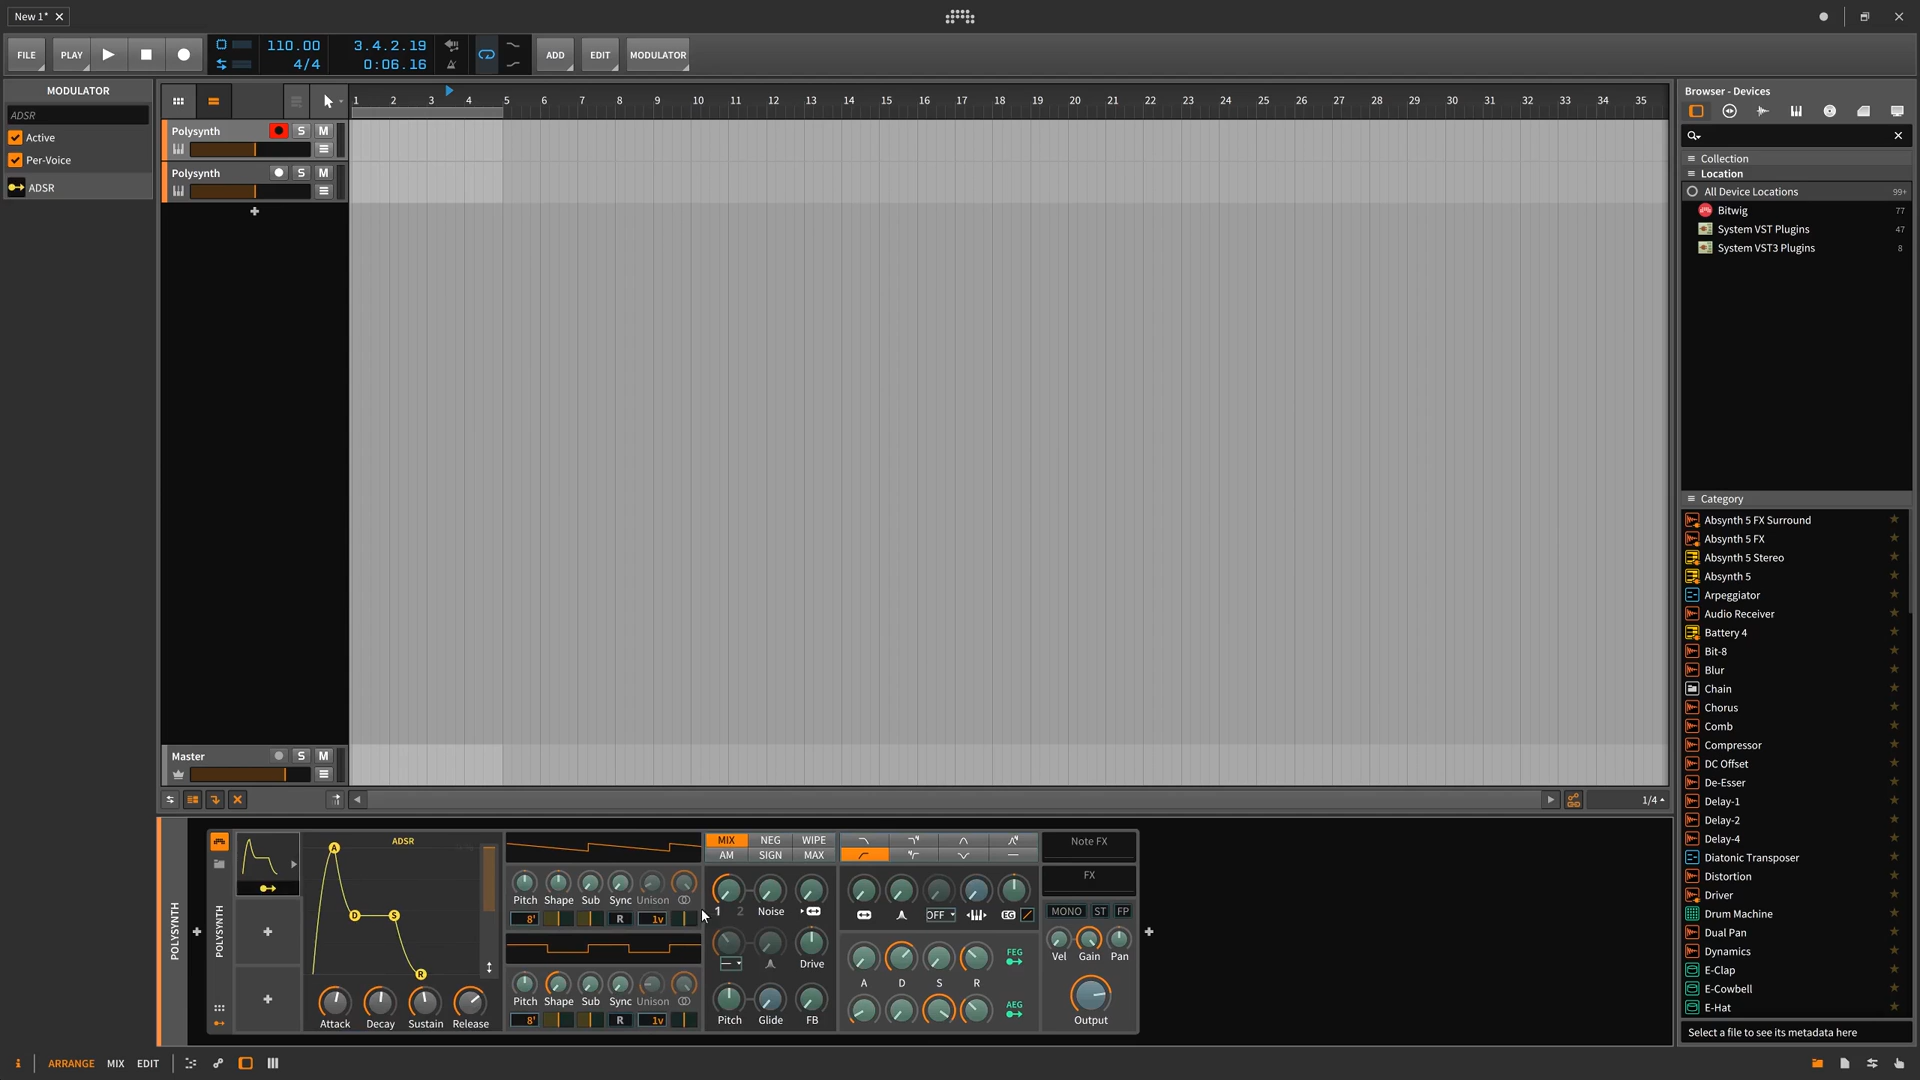 New 1*
FILE
PLAY
110.00
4/4
3.4.2.19
0:06.16
ADD
EDIT
MODULATOR
MODULATOR
ADSR
Active
Per-Voice
ADSR
1 2 3 4 5 6 7 8 9 10 11 12 13 14 15 16 17 18 19 20 21 22 23 24 25 26 27 28 29 30 31 32 33 34 35
Polysynth
S M
Polysynth
S M
Master
S M
1/4
Browser - Devices
Collection
Location
All Device Locations 99+
Bitwig 77
System VST Plugins 47
System VST3 Plugins 8
Category
Absynth 5 FX Surround
Absynth 5 FX
Absynth 5 Stereo
Absynth 5
Arpeggiator
Audio Receiver
Battery 4
Bit-8
Blur
Chain
Chorus
Comb
Compressor
DC Offset
De-Esser
Delay-1
Delay-2
Delay-4
Diatonic Transposer
Distortion
Driver
Drum Machine
Dual Pan
Dynamics
E-Clap
E-Cowbell
E-Hat
Select a file to see its metadata here
POLYSYNTH
POLYSYNTH
ADSR
A
D
S
R
Attack Decay Sustain Release
Pitch Shape Sub Sync Unison
8' R 1v
Pitch Shape Sub Sync Unison
8' R 1v
MIX NEG WIPE
AM SIGN MAX
1 2 Noise
Drive
Pitch Glide FB
OFF EG
A D S R
FEG
AEG
Note FX
FX
MONO ST FP
Vel Gain Pan
Output
i ARRANGE MIX EDIT